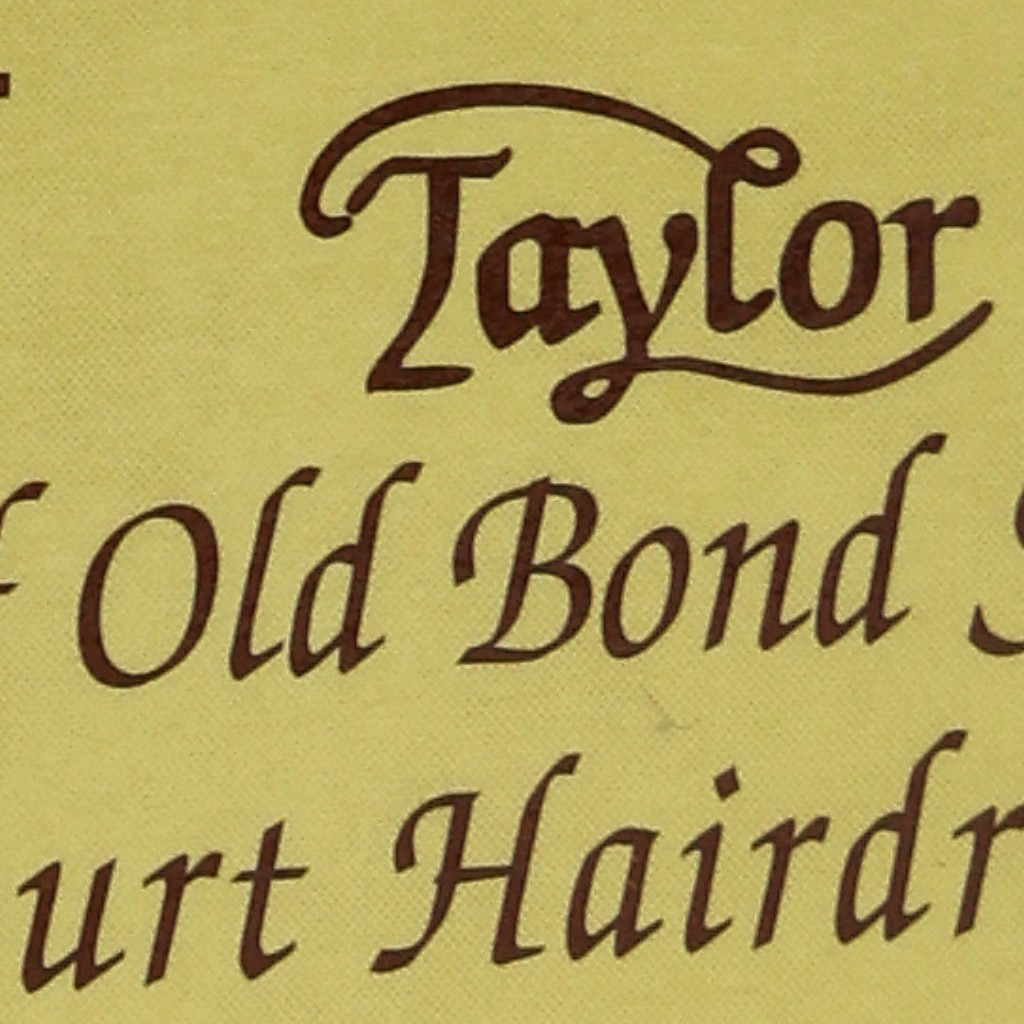 Taylor
f Old Bond S
urt Hairdr